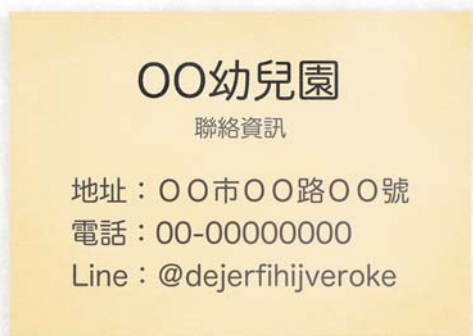 OO幼兒園
聯絡資訊
地址：ＯＯ市ＯＯ路ＯＯ號
電話：00-00000000
Line：@dejerfihijveroke